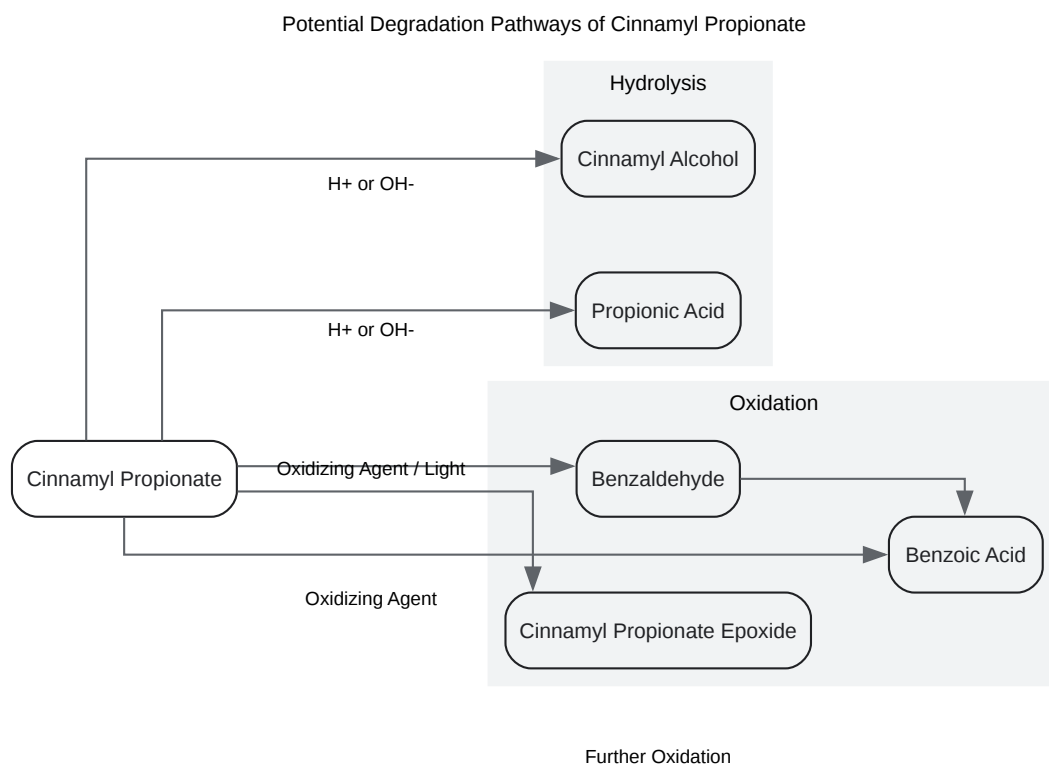 Potential Degradation Pathways of Cinnamyl Propionate
Hydrolysis
Cinnamyl Alcohol
H+ or OH-
Propionic Acid
H+ or OH-
Oxidation
Cinnamyl Propionate
Oxidizing Agent / Light
Benzaldehyde
Benzoic Acid
Oxidizing Agent
Cinnamyl Propionate Epoxide
Further Oxidation